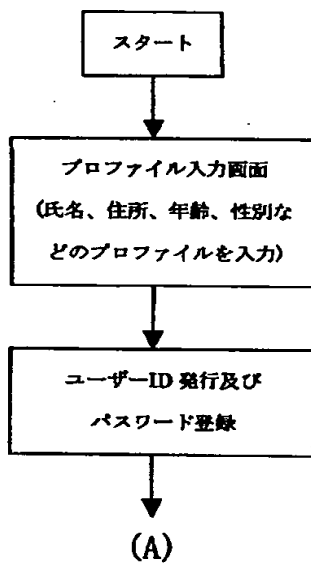 スタート
プロファイル入力画面
(氏名、住所、年齢、性別な
どのプロファイルを入力)
ユーザーID 発行及び
パスワード登録
(A)